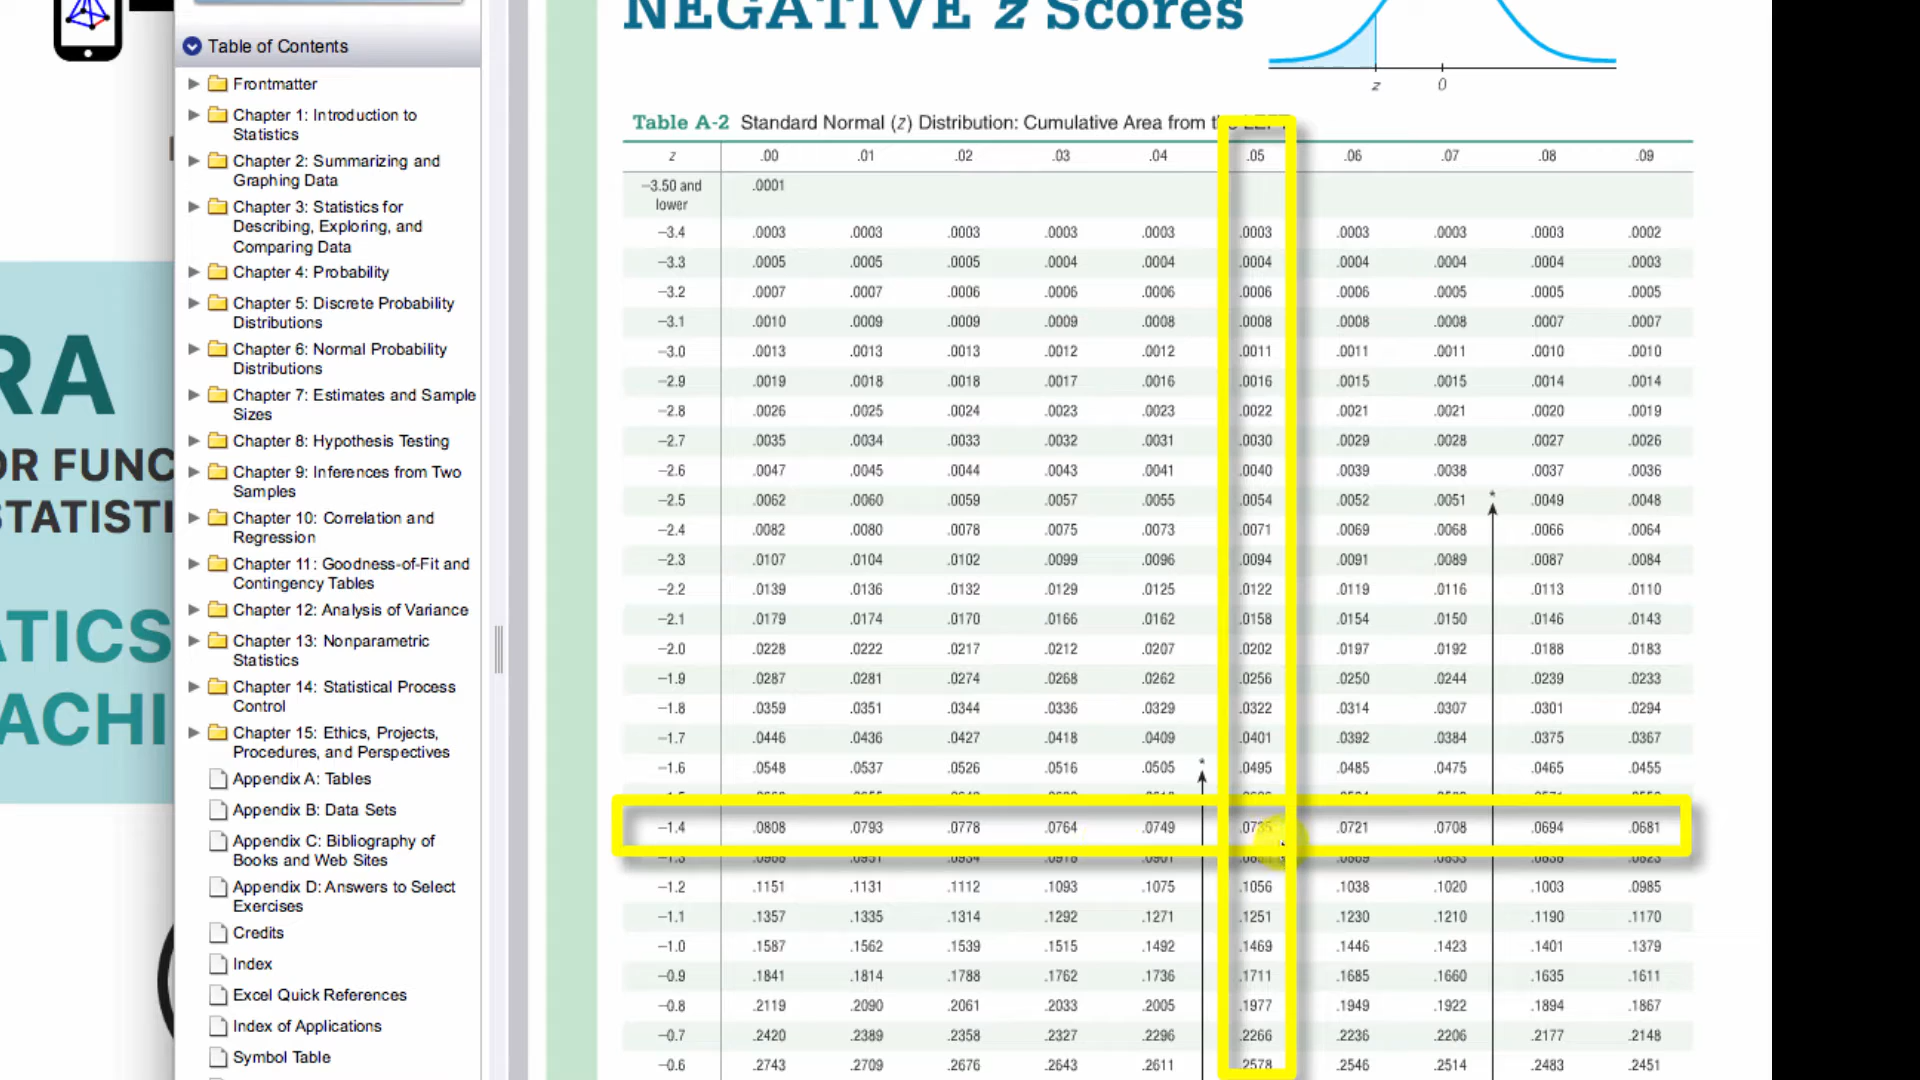 RA
OR FUNC
STATISTI
ATICS
ACHI
Table of Contents
Frontmatter
Chapter 1: Introduction to
Statistics
Chapter 2: Summarizing and
Graphing Data
Chapter 3: Statistics for
Describing, Exploring, and
Comparing Data
Chapter 4: Probability
Chapter 5: Discrete Probability
Distributions
Chapter 6: Normal Probability
Distributions
Chapter 7: Estimates and Sample
Sizes
Chapter 8: Hypothesis Testing
Chapter 9: Inferences from Two
Samples
Chapter 10: Correlation and
Regression
Chapter 11: Goodness-of-Fit and
Contingency Tables
Chapter 12: Analysis of Variance
Chapter 13: Nonparametric
Statistics
Chapter 14: Statistical Process
Control
Chapter 15: Ethics, Projects,
Procedures, and Perspectives
Appendix A: Tables
Appendix B: Data Sets
Appendix C: Bibliography of
Books and Web Sites
Appendix D: Answers to Select
Exercises
Credits
Index
Excel Quick References
Index of Applications
Symbol Table
NEGATIVE z Scores
z 0
Table A-2 Standard Normal (z) Distribution: Cumulative Area from the LEFT
z .00 .01 .02 .03 .04 .05 .06 .07 .08 .09
−3.50 and
lower .0001
−3.4 .0003 .0003 .0003 .0003 .0003 .0003 .0003 .0003 .0003 .0002
−3.3 .0005 .0005 .0005 .0004 .0004 .0004 .0004 .0004 .0004 .0003
−3.2 .0007 .0007 .0006 .0006 .0006 .0006 .0006 .0005 .0005 .0005
−3.1 .0010 .0009 .0009 .0009 .0008 .0008 .0008 .0008 .0007 .0007
−3.0 .0013 .0013 .0013 .0012 .0012 .0011 .0011 .0011 .0010 .0010
−2.9 .0019 .0018 .0018 .0017 .0016 .0016 .0015 .0015 .0014 .0014
−2.8 .0026 .0025 .0024 .0023 .0023 .0022 .0021 .0021 .0020 .0019
−2.7 .0035 .0034 .0033 .0032 .0031 .0030 .0029 .0028 .0027 .0026
−2.6 .0047 .0045 .0044 .0043 .0041 .0040 .0039 .0038 .0037 .0036
−2.5 .0062 .0060 .0059 .0057 .0055 .0054 .0052 .0051 * .0049 .0048
−2.4 .0082 .0080 .0078 .0075 .0073 .0071 .0069 .0068 .0066 .0064
−2.3 .0107 .0104 .0102 .0099 .0096 .0094 .0091 .0089 .0087 .0084
−2.2 .0139 .0136 .0132 .0129 .0125 .0122 .0119 .0116 .0113 .0110
−2.1 .0179 .0174 .0170 .0166 .0162 .0158 .0154 .0150 .0146 .0143
−2.0 .0228 .0222 .0217 .0212 .0207 .0202 .0197 .0192 .0188 .0183
−1.9 .0287 .0281 .0274 .0268 .0262 .0256 .0250 .0244 .0239 .0233
−1.8 .0359 .0351 .0344 .0336 .0329 .0322 .0314 .0307 .0301 .0294
−1.7 .0446 .0436 .0427 .0418 .0409 .0401 .0392 .0384 .0375 .0367
−1.6 .0548 .0537 .0526 .0516 .0505 * .0495 .0485 .0475 .0465 .0455
−1.4 .0808 .0793 .0778 .0764 .0749 .0735 .0721 .0708 .0694 .0681
−1.2 .1151 .1131 .1112 .1093 .1075 .1056 .1038 .1020 .1003 .0985
−1.1 .1357 .1335 .1314 .1292 .1271 .1251 .1230 .1210 .1190 .1170
−1.0 .1587 .1562 .1539 .1515 .1492 .1469 .1446 .1423 .1401 .1379
−0.9 .1841 .1814 .1788 .1762 .1736 .1711 .1685 .1660 .1635 .1611
−0.8 .2119 .2090 .2061 .2033 .2005 .1977 .1949 .1922 .1894 .1867
−0.7 .2420 .2389 .2358 .2327 .2296 .2266 .2236 .2206 .2177 .2148
−0.6 .2743 .2709 .2676 .2643 .2611 .2578 .2546 .2514 .2483 .2451